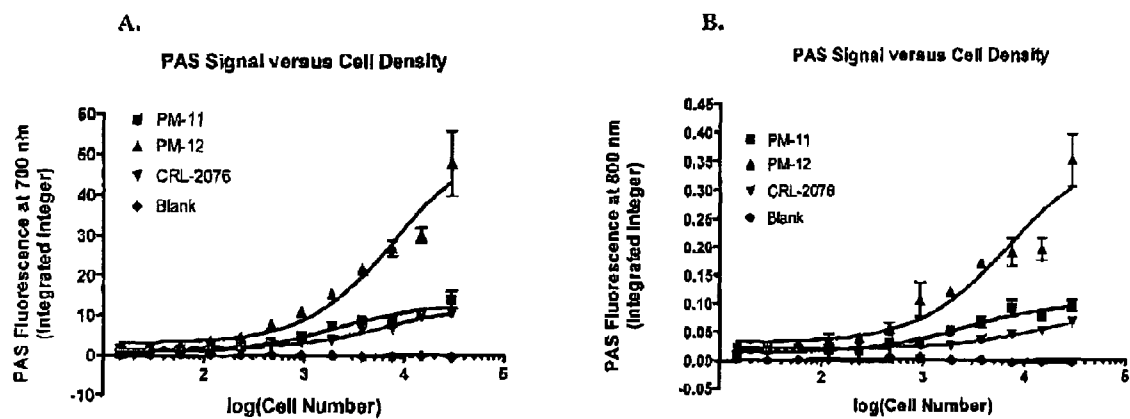 A.
PAS Signal versus Cell Density
PAS Fluorescence at 700 nm
(Integrated Integer)
60
50
40
30
20
10
0
-10
PM-11
PM-12
CRL-2076
Blank
2
3
4
5
log(Cell Number)
B.
PAS Signal versus Cell Density
PAS Fluorescence at 800 nm
(Integrated Integer)
0.45
0.40
0.35
0.30
0.25
0.20
0.15
0.10
0.05
0.00
-0.05
PM-11
PM-12
CRL-2076
Blank
2
3
4
5
log(Cell Number)